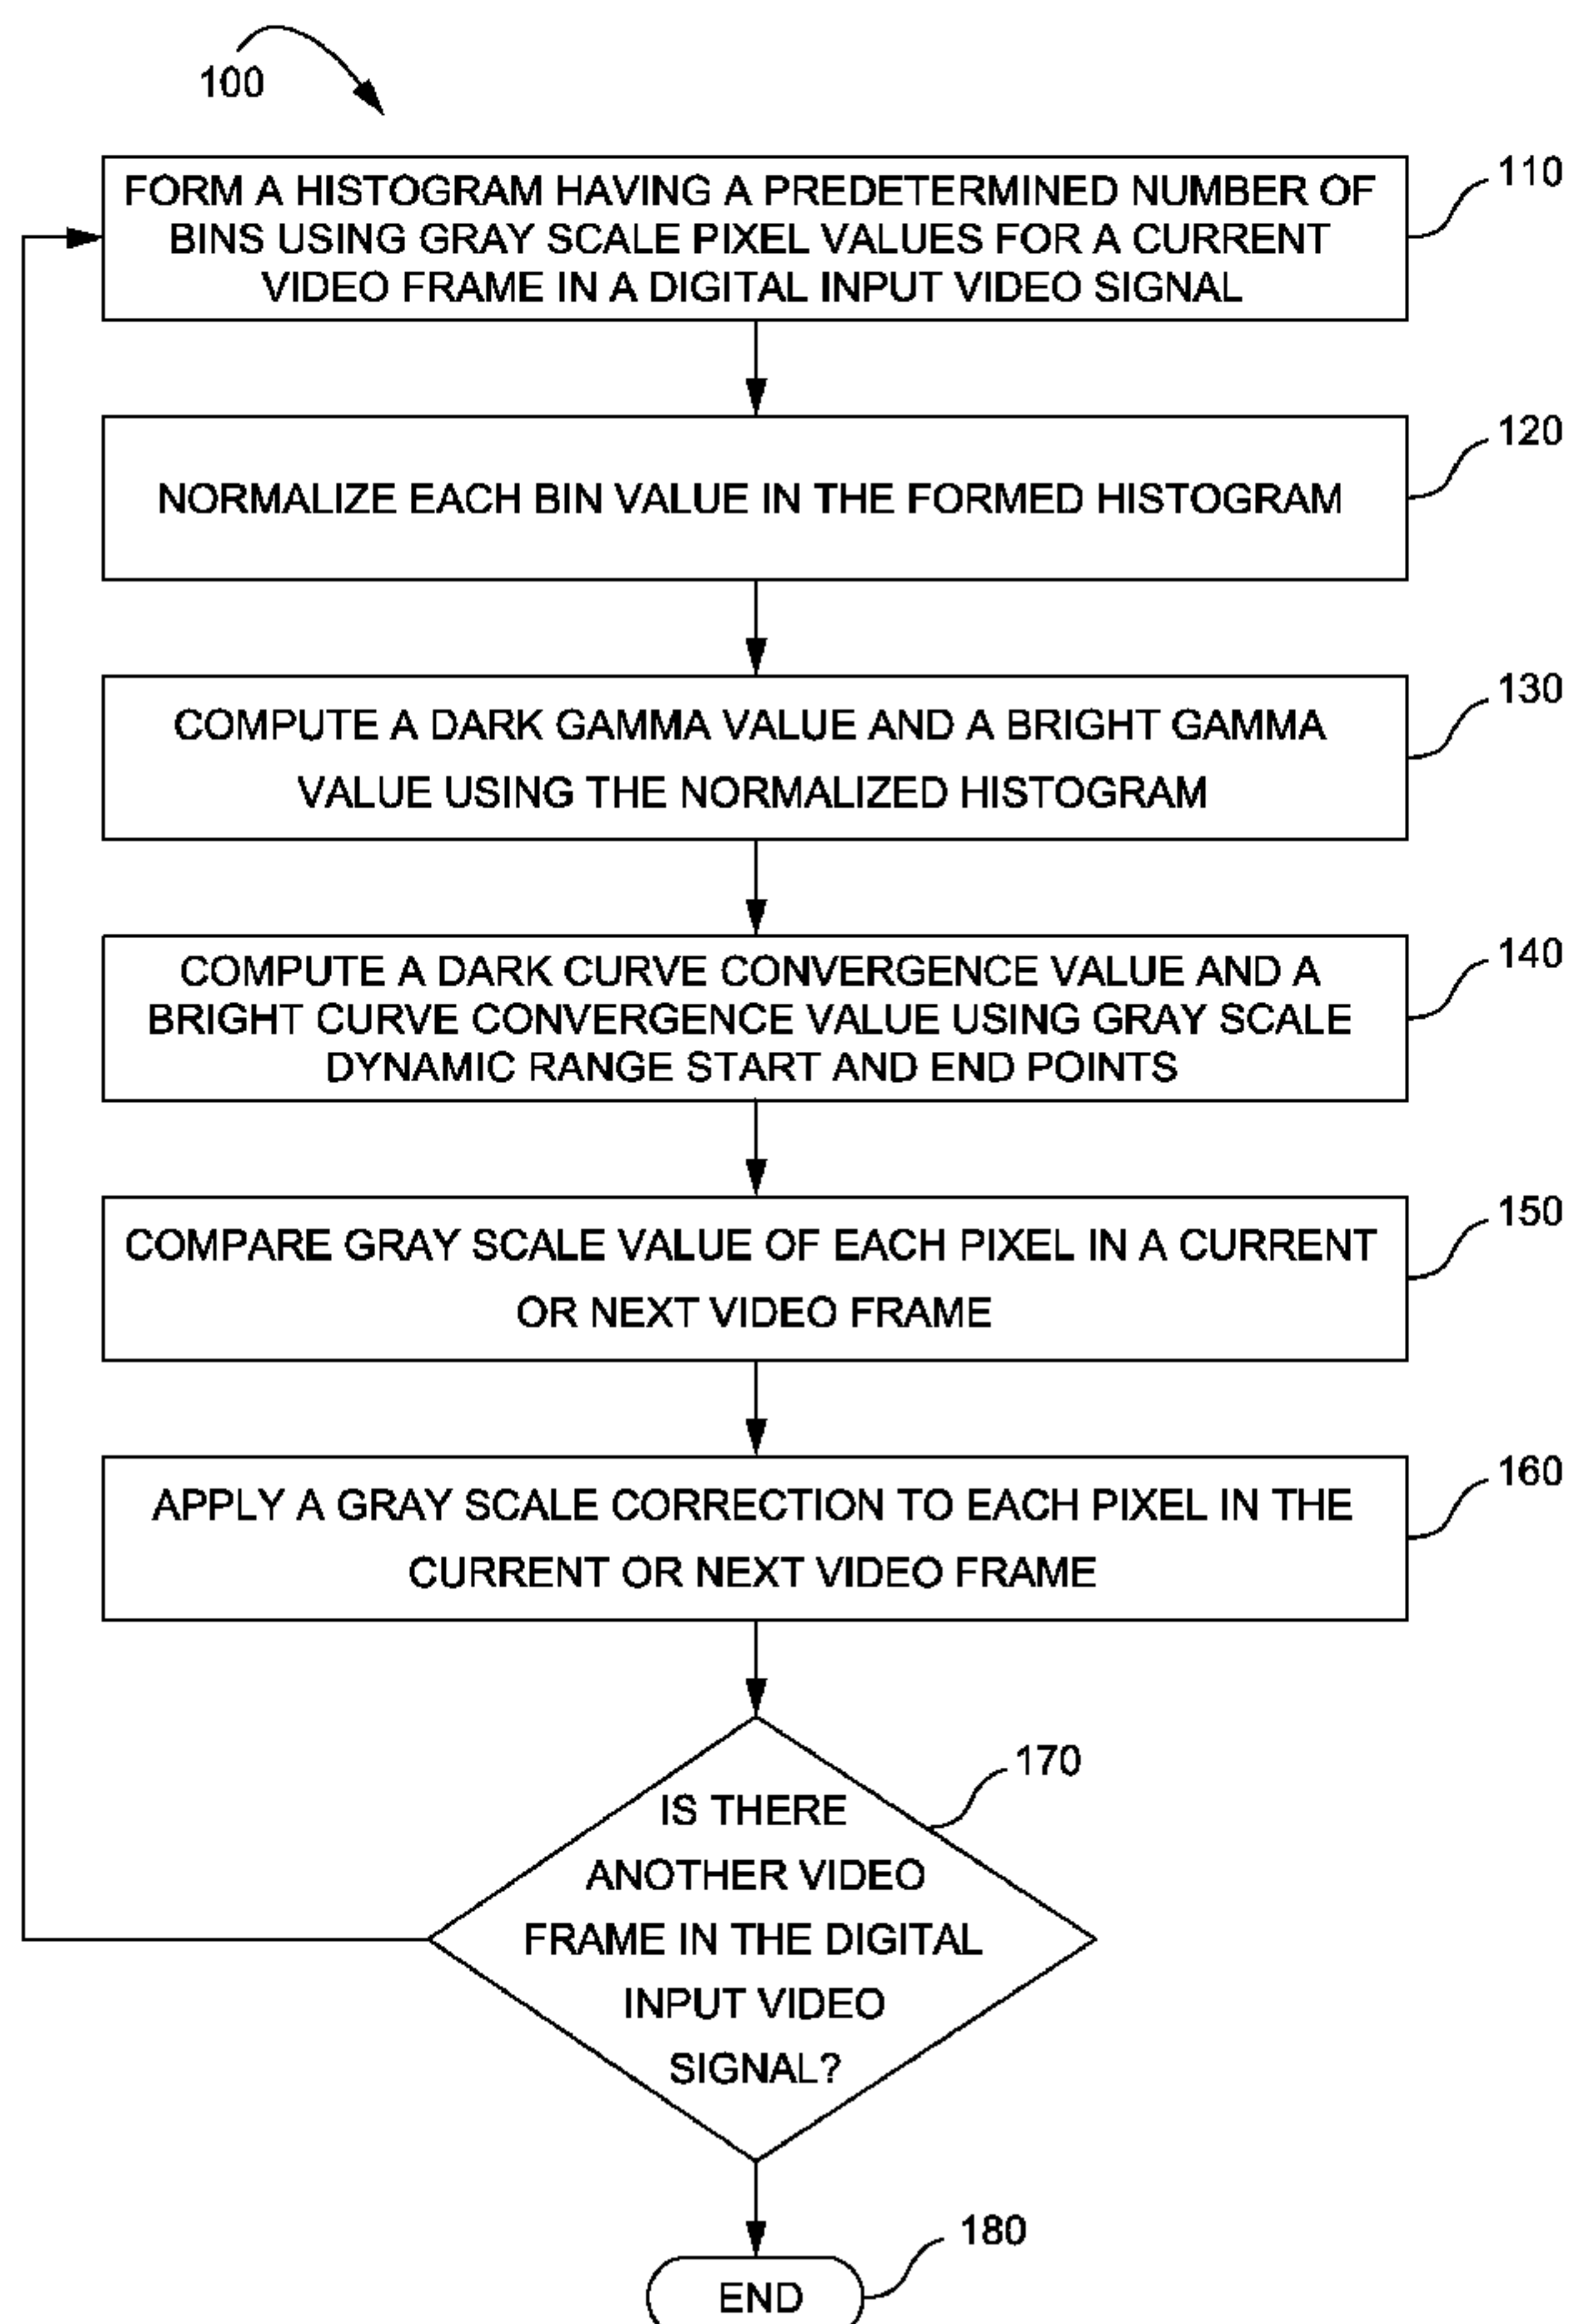 100
FORM A HISTOGRAM HAVING A PREDETERMINED NUMBER OF
BINS USING GRAY SCALE PIXEL VALUES FOR A CURRENT
VIDEO FRAME IN A DIGITAL INPUT VIDEO SIGNAL
110
NORMALIZE EACH BIN VALUE IN THE FORMED HISTOGRAM
120
COMPUTE A DARK GAMMA VALUE AND A BRIGHT GAMMA
VALUE USING THE NORMALIZED HISTOGRAM
130
COMPUTE A DARK CURVE CONVERGENCE VALUE AND A
BRIGHT CURVE CONVERGENCE VALUE USING GRAY SCALE
DYNAMIC RANGE START AND END POINTS
140
COMPARE GRAY SCALE VALUE OF EACH PIXEL IN A CURRENT
OR NEXT VIDEO FRAME
150
APPLY A GRAY SCALE CORRECTION TO EACH PIXEL IN THE
CURRENT OR NEXT VIDEO FRAME
160
IS THERE
ANOTHER VIDEO
FRAME IN THE DIGITAL
INPUT VIDEO
SIGNAL?
170
END
180